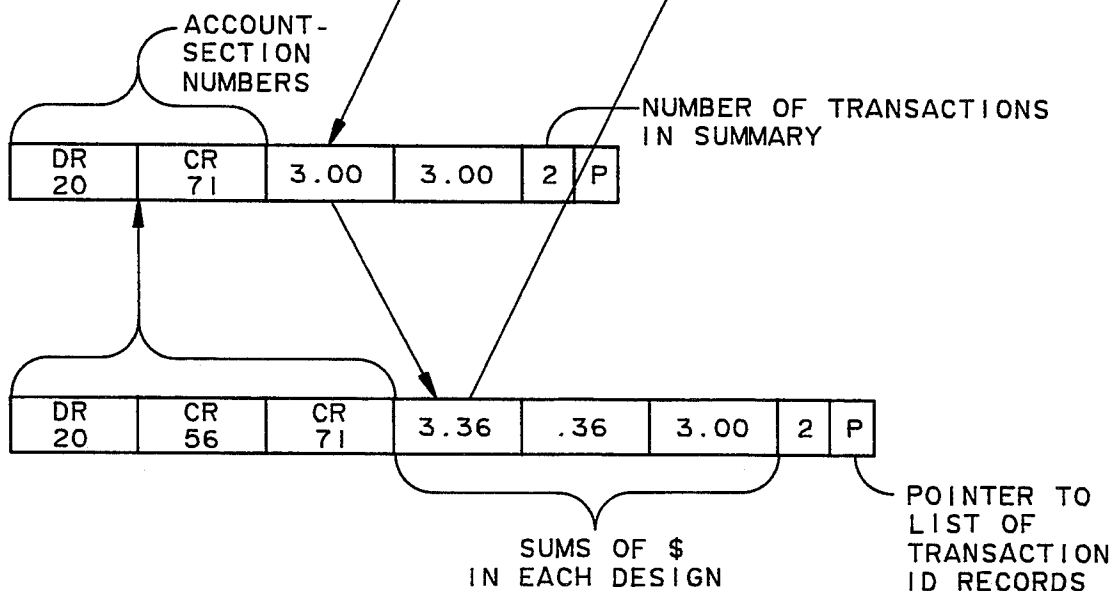 ACCOUNT-
SECTION
NUMBERS
NUMBER OF TRANSACTIONS
IN SUMMARY
DR 20 CR 71 3.00 3.00 2 P
DR 20 CR 56 CR 71 3.36 .36 3.00 2 P
SUMS OF $
IN EACH DESIGN
POINTER TO
LIST OF
TRANSACTION
ID RECORDS